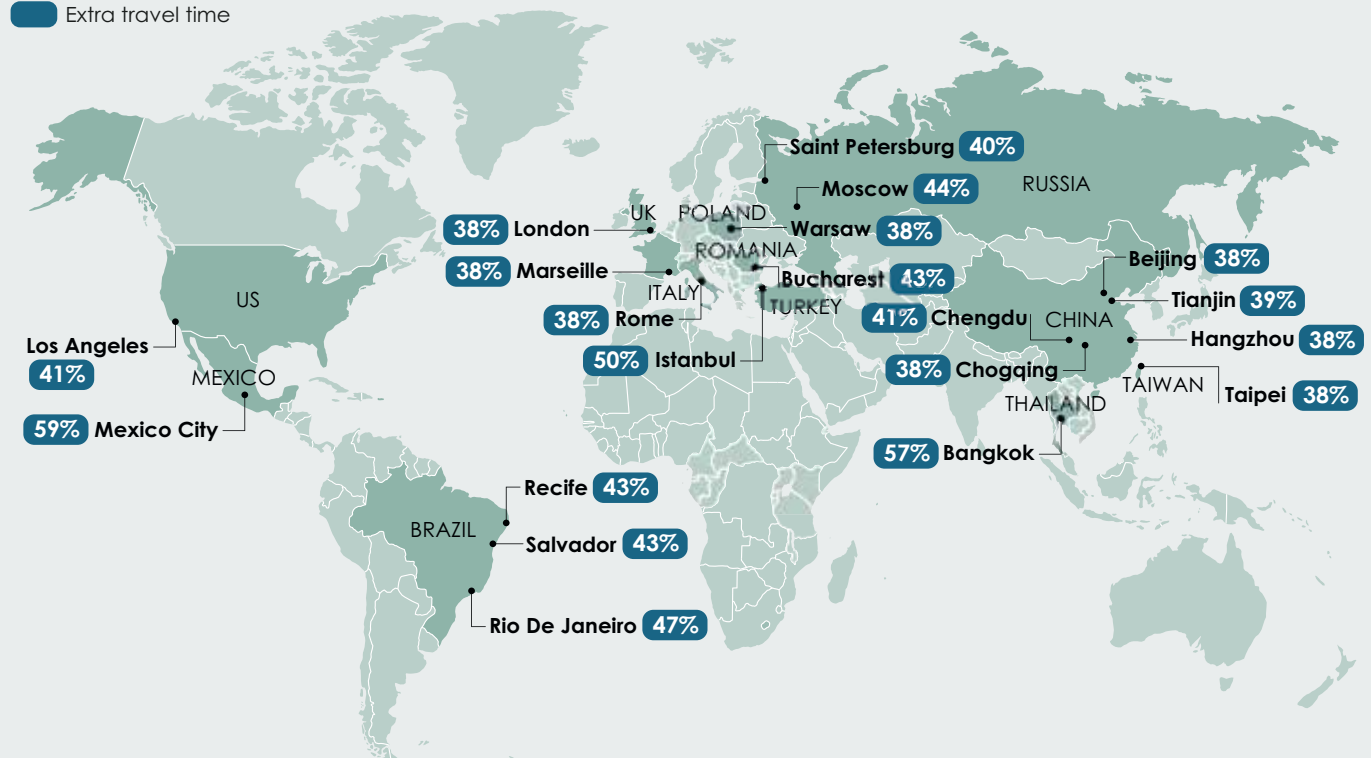 Extra travel time
Saint Petersburg 40%
Moscow 44%
RUSSIA
UK
POLAND
38% London
Warsaw 38%
ROMANIA
Beijing 38%
38% Marseille
Bucharest 43%
ITALY
TURKEY
Tianjin 39%
US
38% Rome
41% Chengdu
CHINA
Hangzhou 38%
Los Angeles
41%
50% Istanbul
38% Chogqing
MEXICO
TAIWAN
Taipei 38%
THAILAND
59% Mexico City
57% Bangkok
Recife 43%
BRAZIL
Salvador 43%
Rio De Janeiro 47%